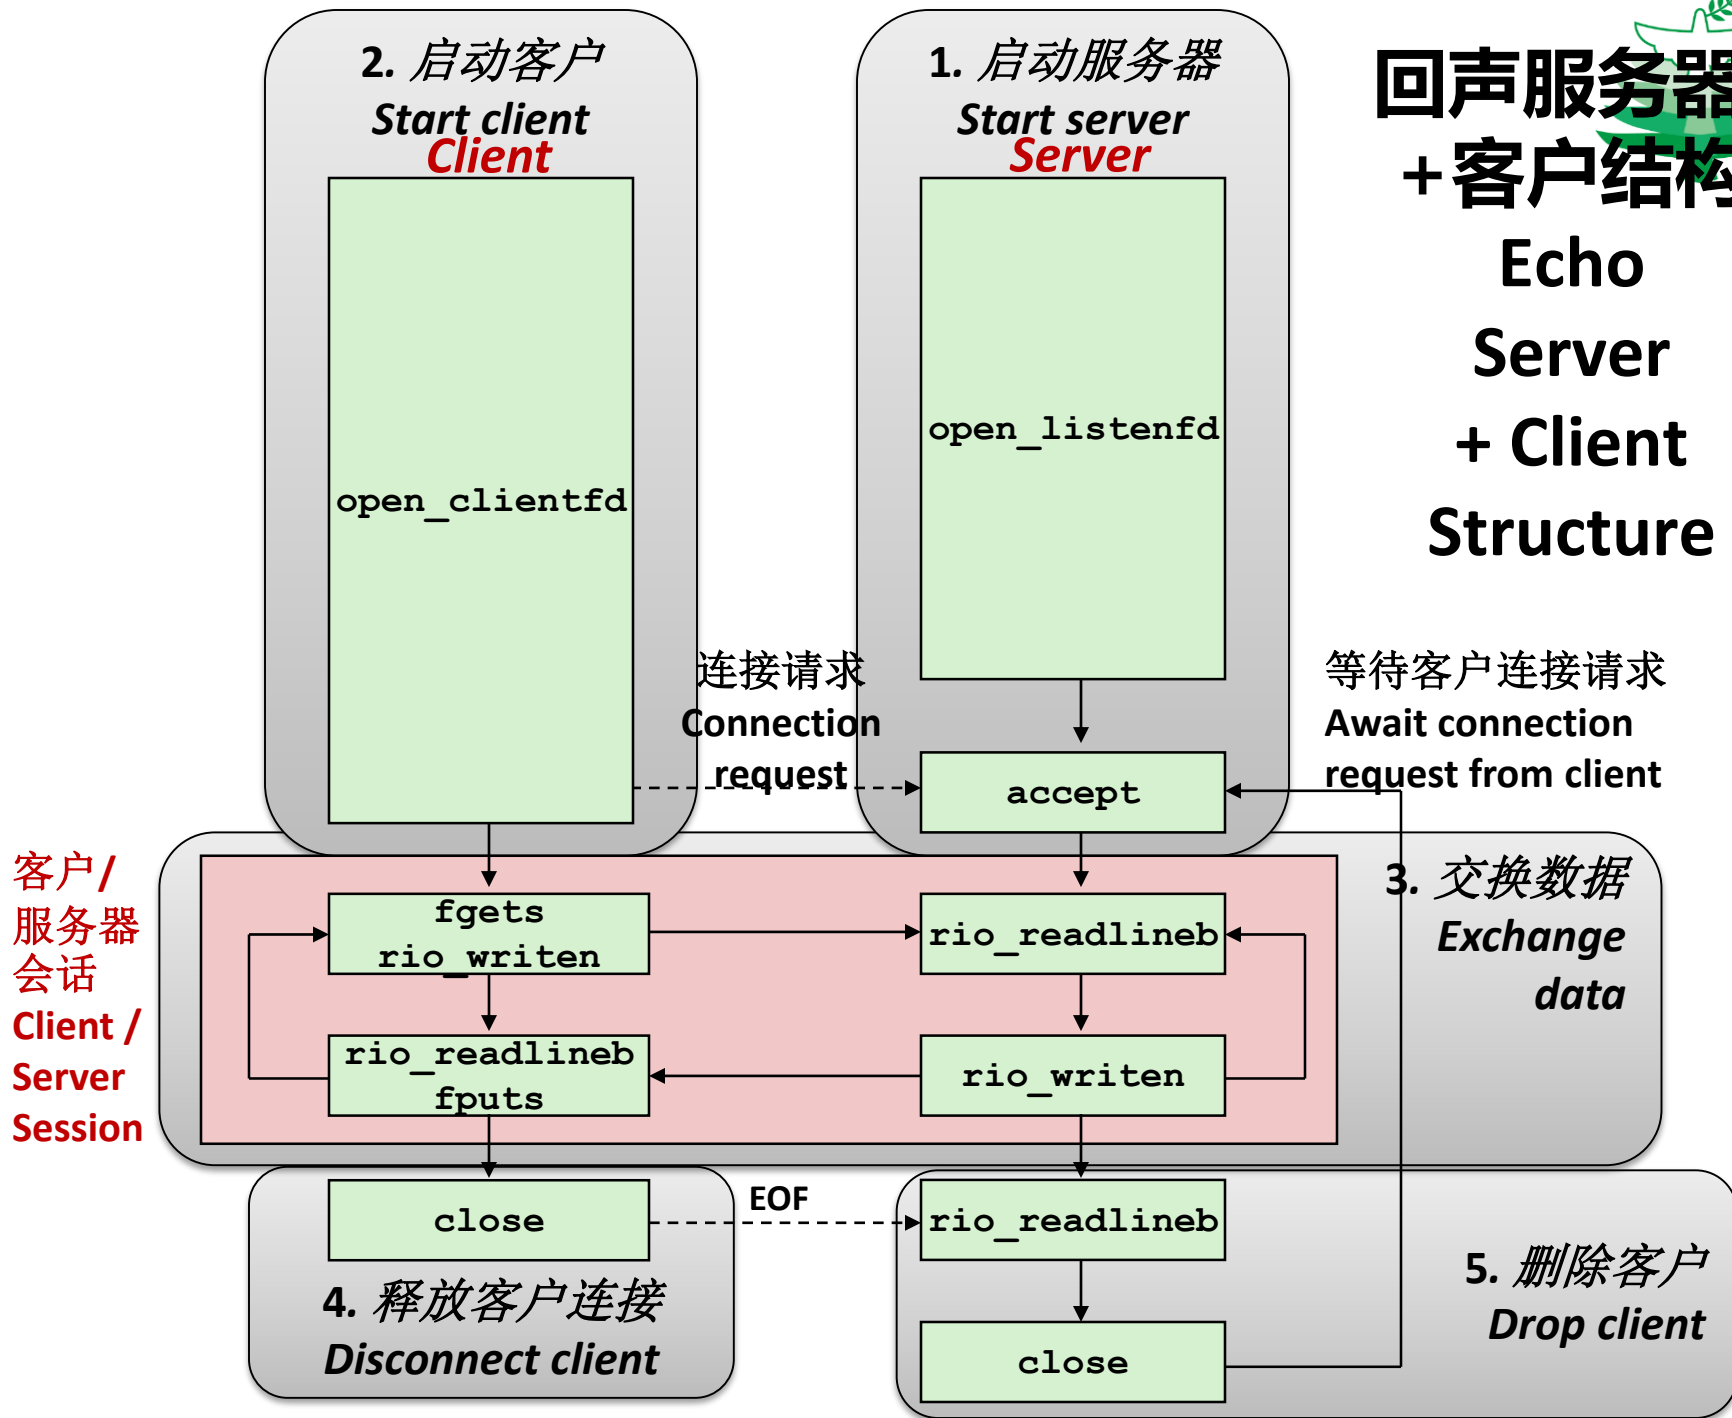 2. 启动客户
Start client
Client
1. 启动服务器
Start server
Server
回声服务器
+客户结构
Echo
Server
+ Client
Structure
open_clientfd
open_listenfd
连接请求
Connection
request
等待客户连接请求
Await connection
request from client
accept
客户/
服务器
会话
Client /
Server
Session
fgets
rio_writen
rio_readlineb
3. 交换数据
Exchange
data
rio_readlineb
fputs
rio_writen
close
EOF
rio_readlineb
4. 释放客户连接
Disconnect client
close
5. 删除客户
Drop client